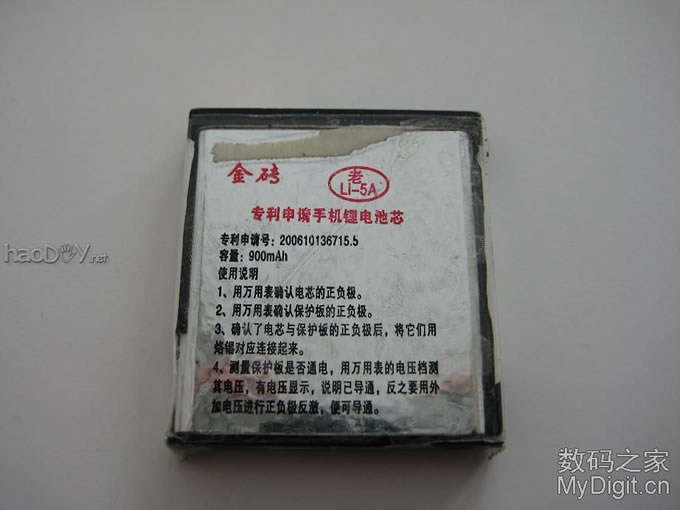 金砖
老
Li-5A
专利申请手机锂电池芯
专利申请号：200610136715.5
容量：900mAh
使用说明
1、用万用表确认电芯的正负极。
2、用万用表确认保护板的正负极。
3、确认了电芯与保护板的正负极后，将它们用
烙锡对应连接起来。
4、测量保护板是否通电，用万用表的电压档测
其电压，有电压显示，说明已导通，反之要用外
加电压进行正负极反激，便可导通。
haoDIY.net
数码之家
MyDigit.cn